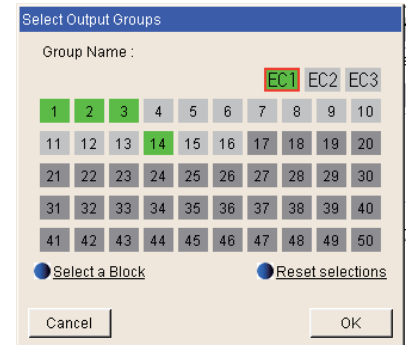 Select Output Groups
Group Name :
EC1 EC2 EC3
1 2 3 4 5 6 7 8 9 10
11 12 13 14 15 16 17 18 19 20
21 22 23 24 25 26 27 28 29 30
31 32 33 34 35 36 37 38 39 40
41 42 43 44 45 46 47 48 49 50
Select a Block Reset selections
Cancel OK